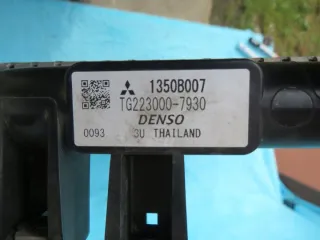 1350B007
TG223000-7930
DENSO
0093 3U THAILAND